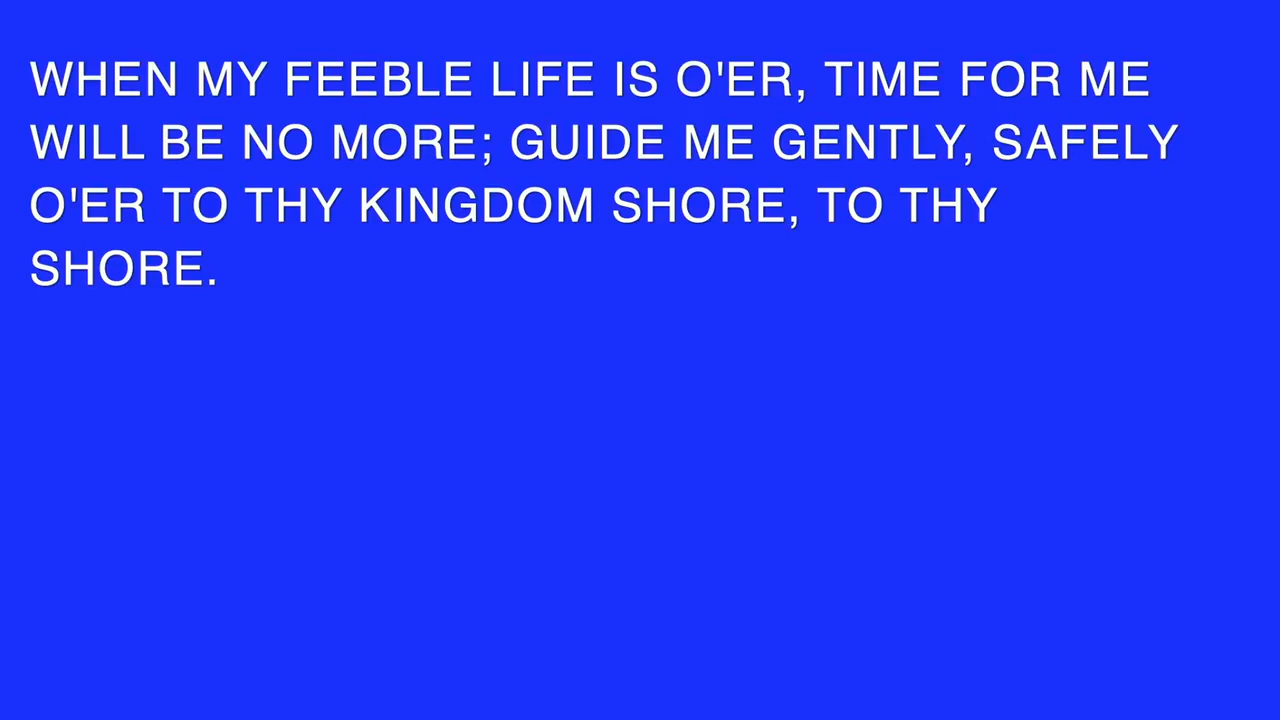 WHEN MY FEEBLE LIFE IS O'ER, TIME FOR ME
WILL BE NO MORE; GUIDE ME GENTLY, SAFELY
O'ER TO THY KINGDOM SHORE, TO THY
SHORE.